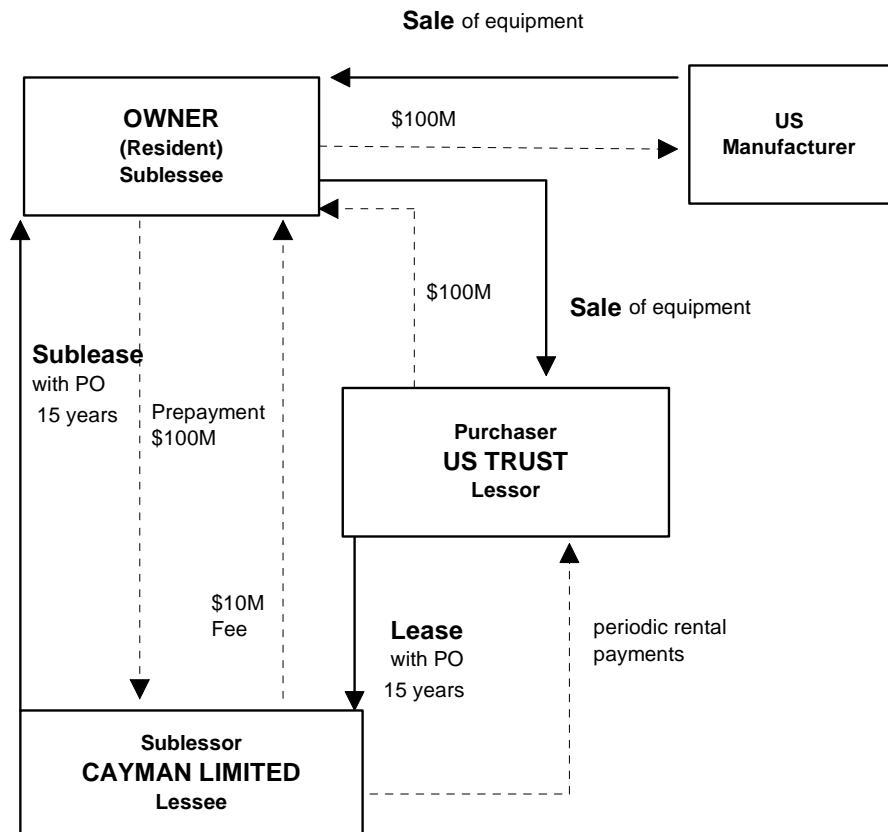 Sale of equipment
OWNER
(Resident)
Sublessee
$100M
US
Manufacturer
$100M
Sale of equipment
Sublease
with PO
15 years
Prepayment
$100M
Purchaser
US TRUST
Lessor
$10M
Fee
Lease
with PO
15 years
periodic rental
payments
Sublessor
CAYMAN LIMITED
Lessee